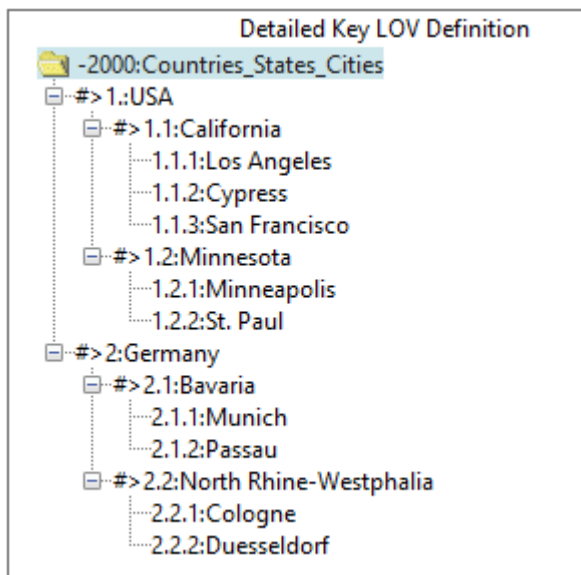 Detailed Key LOV Definition
-2000:Countries_States_Cities
#>1.:USA
#>1.1:California
1.1.1:Los Angeles
1.1.2:Cypress
1.1.3:San Francisco
#>1.2:Minnesota
1.2.1:Minneapolis
1.2.2:St. Paul
#>2:Germany
#>2.1:Bavaria
2.1.1:Munich
2.1.2:Passau
#>2.2:North Rhine-Westphalia
2.2.1:Cologne
2.2.2:Duesseldorf